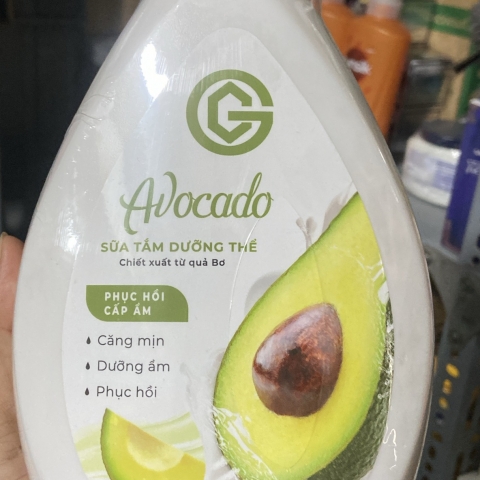 Avocado
SỮA TẮM DƯỠNG THỂ
Chiết xuất từ quả Bơ
PHỤC HỒI
CẤP ẨM
Căng mịn
Dưỡng ẩm
Phục hồi